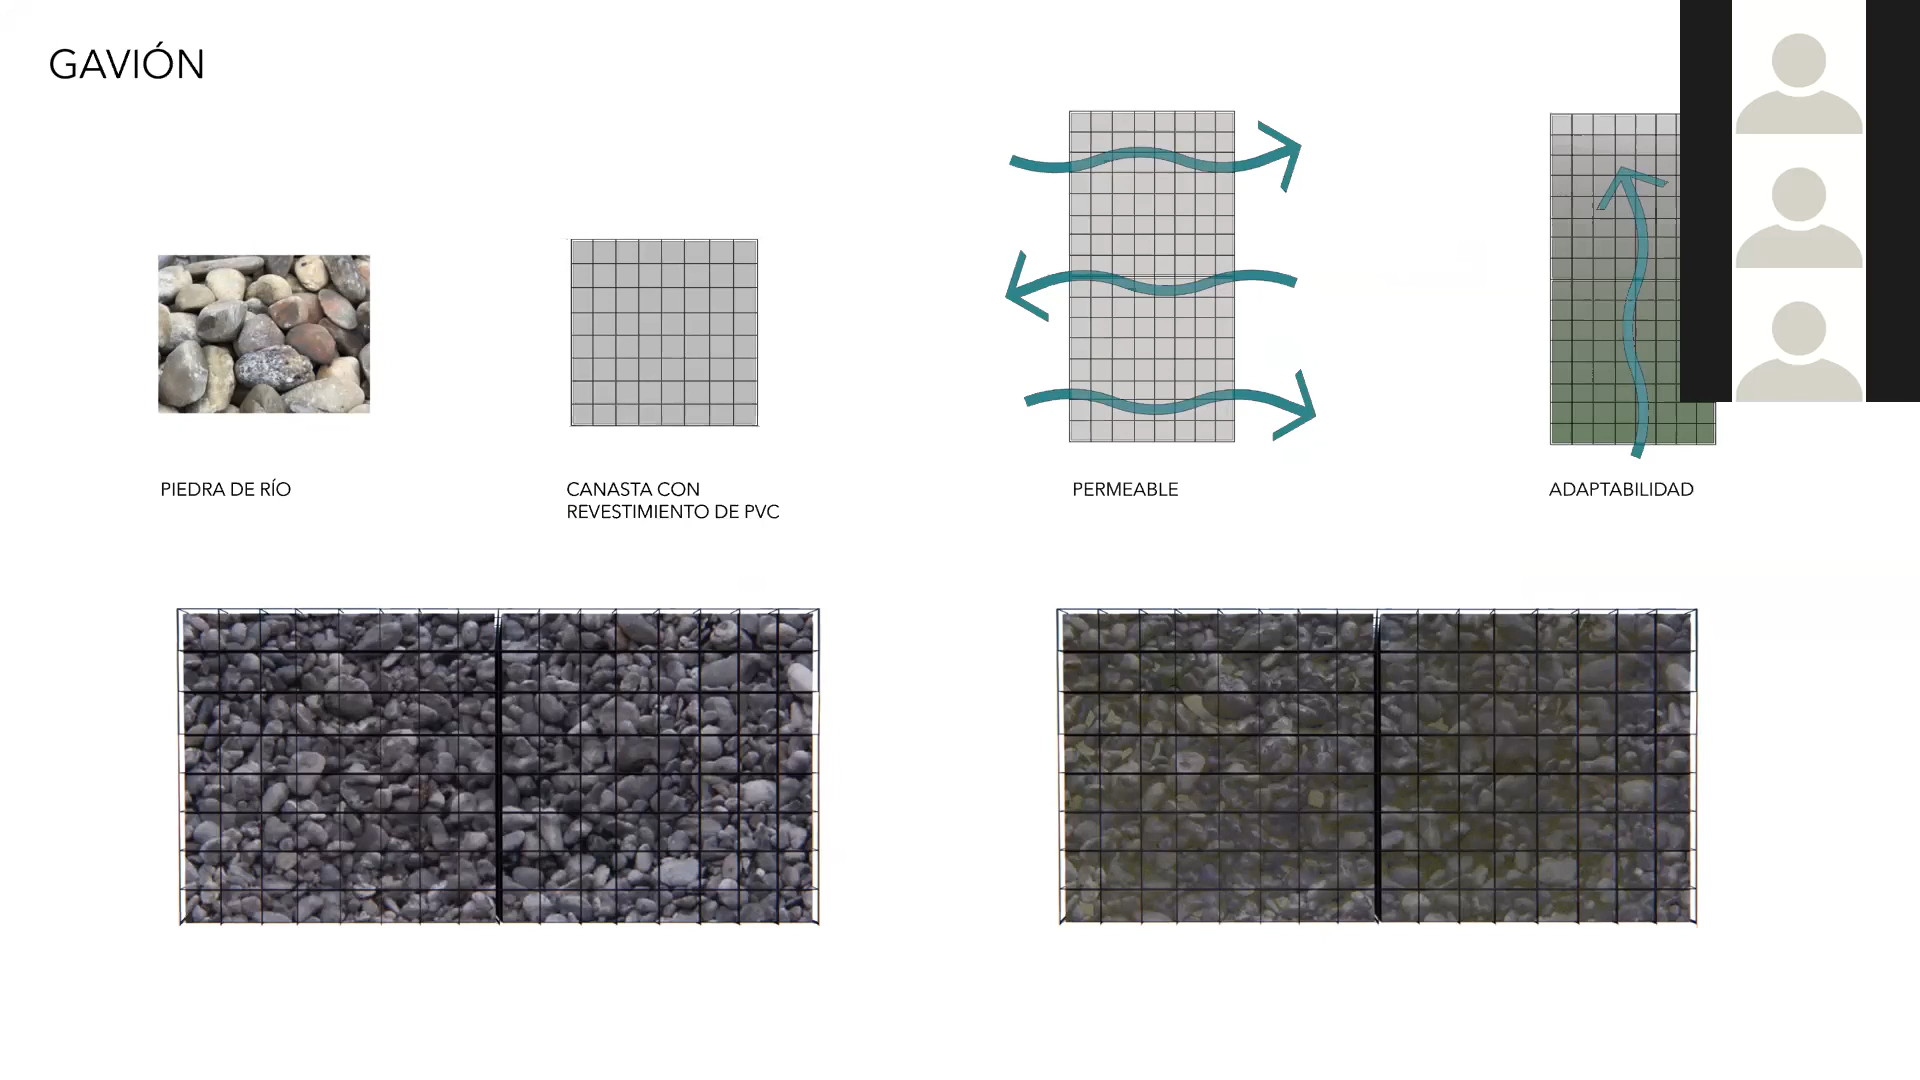 GAVIÓN
PIEDRA DE RÍO
CANASTA CON
REVESTIMIENTO DE PVC
PERMEABLE
ADAPTABILIDAD